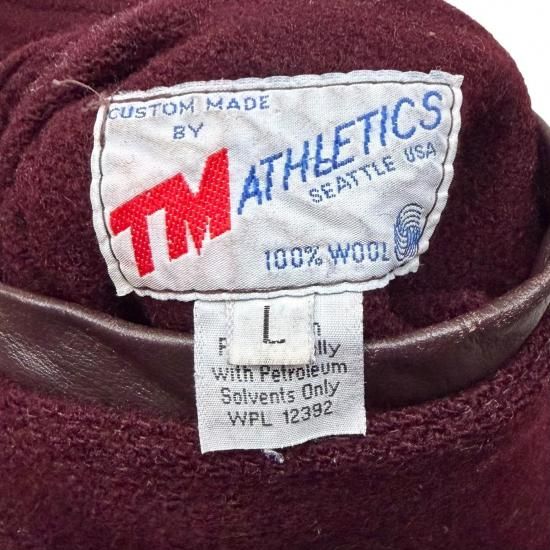 CUSTOM MADE
BY
TM ATHLETICS
SEATTLE USA
100% WOOL
L
with Petroleum
Solvents Only
WPL 12392